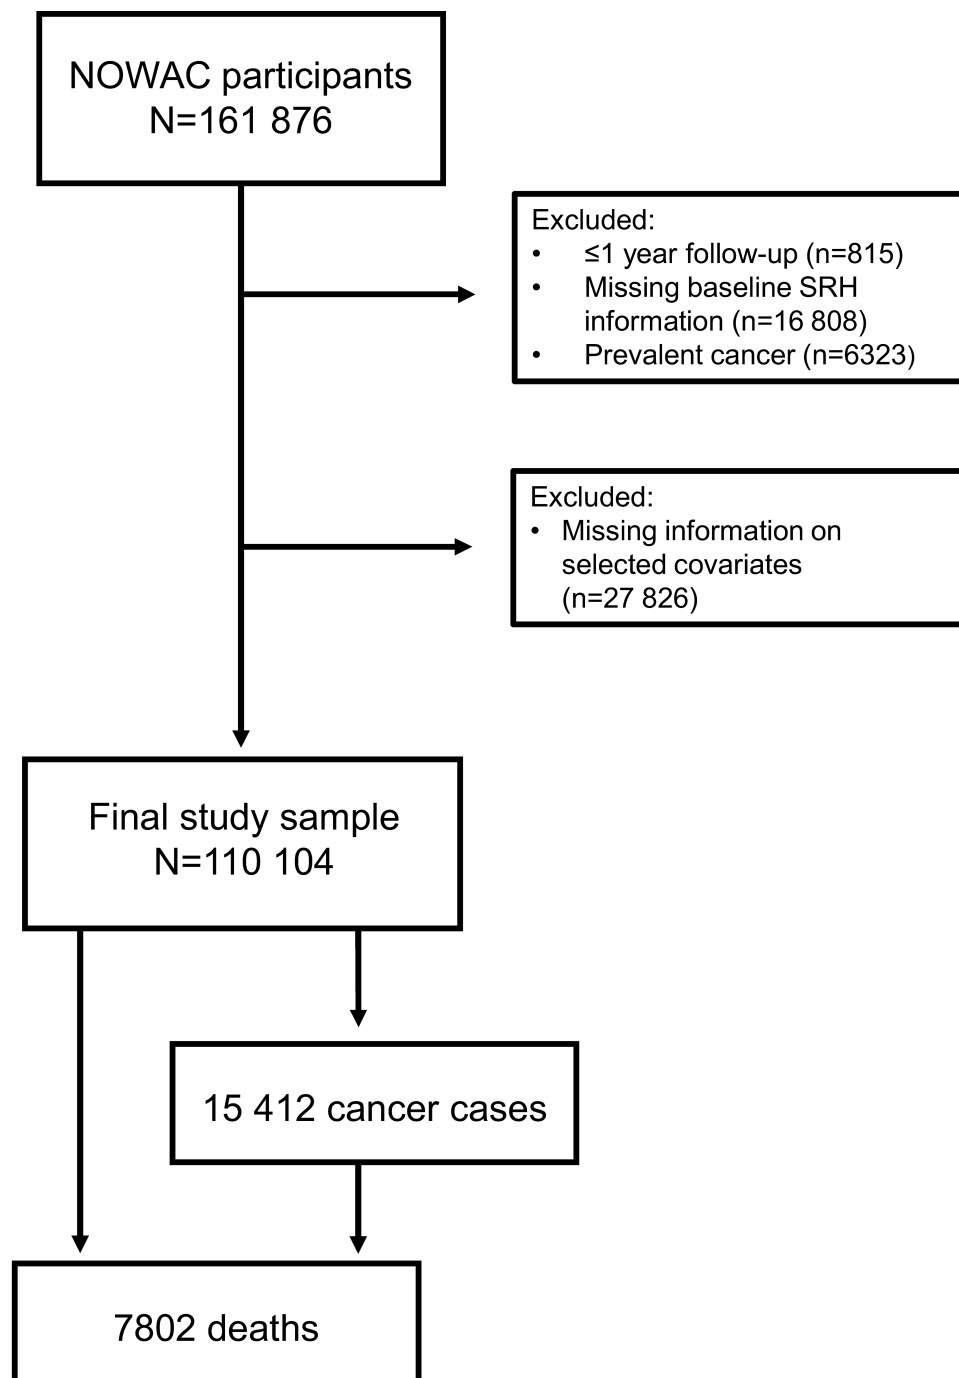 NOWAC participants
N=161 876
Excluded:
• ≤1 year follow-up (n=815)
• Missing baseline SRH
information (n=16 808)
• Prevalent cancer (n=6323)
Excluded:
• Missing information on
selected covariates
(n=27 826)
Final study sample
N=110 104
15 412 cancer cases
7802 deaths